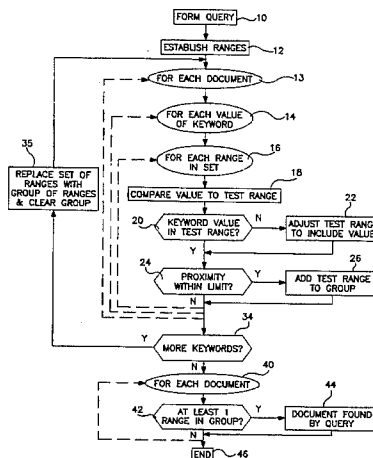 FORM QUERY
10
ESTABLISH RANGES
12
FOR EACH DOCUMENT
13
FOR EACH VALUE
OF KEYWORD
14
FOR EACH RANGE
IN SET
16
35
REPLACE SET OF
RANGES WITH
GROUP OF RANGES
& CLEAR GROUP
18
COMPARE VALUE TO TEST RANGE
20
KEYWORD VALUE
IN TEST RANGE?
N
Y
22
ADJUST TEST RANGE
TO INCLUDE VALUE
24
PROXIMITY
WITHIN LIMIT?
Y
N
26
ADD TEST RANGE
TO GROUP
34
Y
MORE KEYWORDS?
N
40
FOR EACH DOCUMENT
42
AT LEAST 1
RANGE IN GROUP?
Y
N
44
DOCUMENT FOUND
BY QUERY
END
46